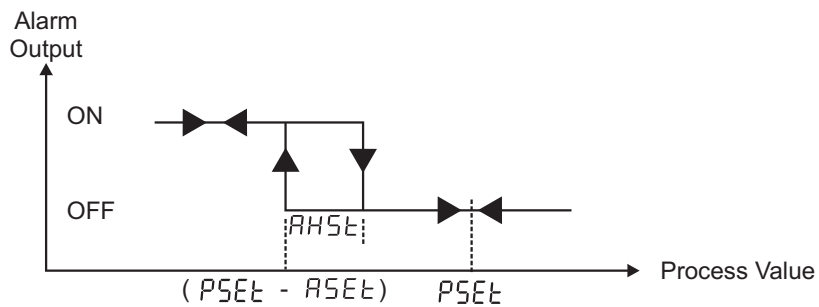 Alarm
Output
ON
OFF
AHSt
Process Value
( PSEt - ASEt)
PSEt